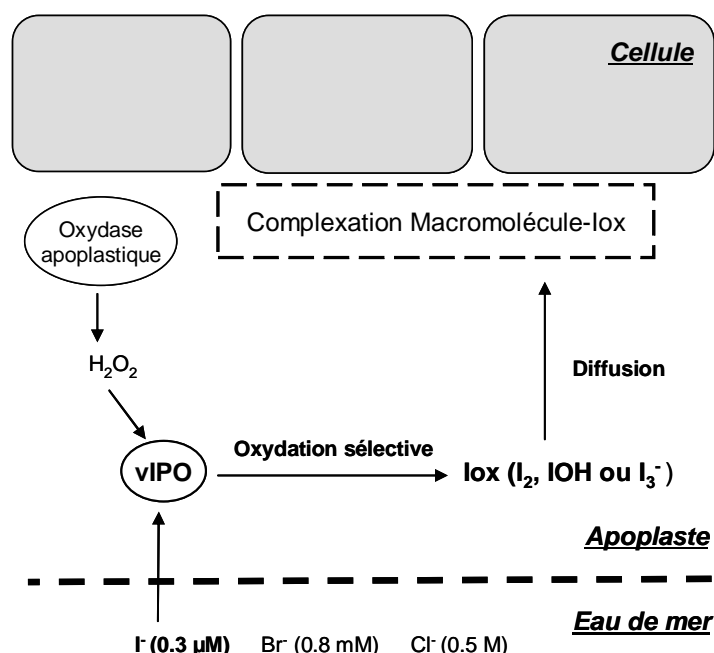 Cellule
Complexation Macromolécule-Iox
Oxydase
apoplastique
H₂O₂
Diffusion
Oxydation sélective
vIPO
Iox (I₂, IOH ou I₃⁻)
Apoplaste
Eau de mer
I⁻ (0.3 µM) Br⁻ (0.8 mM) Cl⁻ (0.5 M)